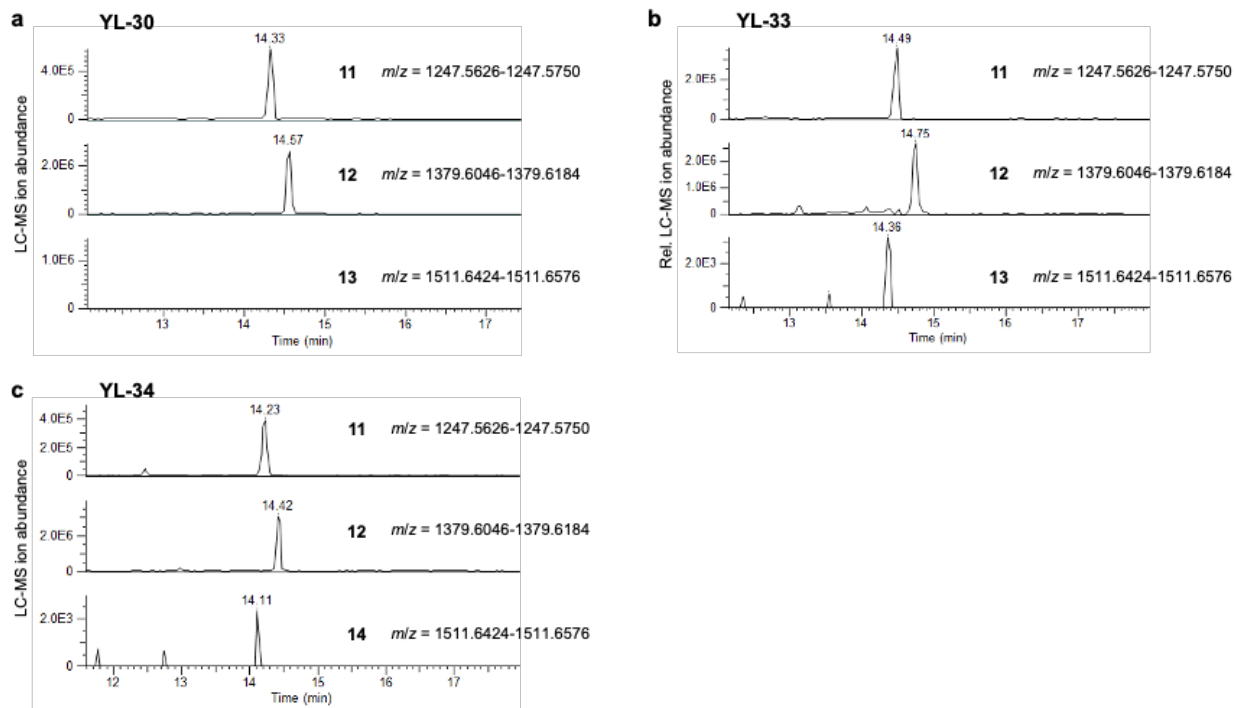 a YL-30
LC-MS ion abundance
14.33
4.0E5
0
11 m/z = 1247.5626-1247.5750
14.57
2.0E6
0
12 m/z = 1379.6046-1379.6184
1.0E6
0
13 m/z = 1511.6424-1511.6576
13 14 15 16 17
Time (min)
b YL-33
Rel. LC-MS ion abundance
14.49
2.0E5
0
11 m/z = 1247.5626-1247.5750
14.75
2.0E6
1.0E6
0
12 m/z = 1379.6046-1379.6184
14.36
2.0E3
0
13 m/z = 1511.6424-1511.6576
13 14 15 16 17
Time (min)
c YL-34
LC-MS ion abundance
14.23
4.0E5
2.0E5
0
11 m/z = 1247.5626-1247.5750
14.42
2.0E6
0
12 m/z = 1379.6046-1379.6184
14.11
2.0E3
0
14 m/z = 1511.6424-1511.6576
12 13 14 15 16 17
Time (min)